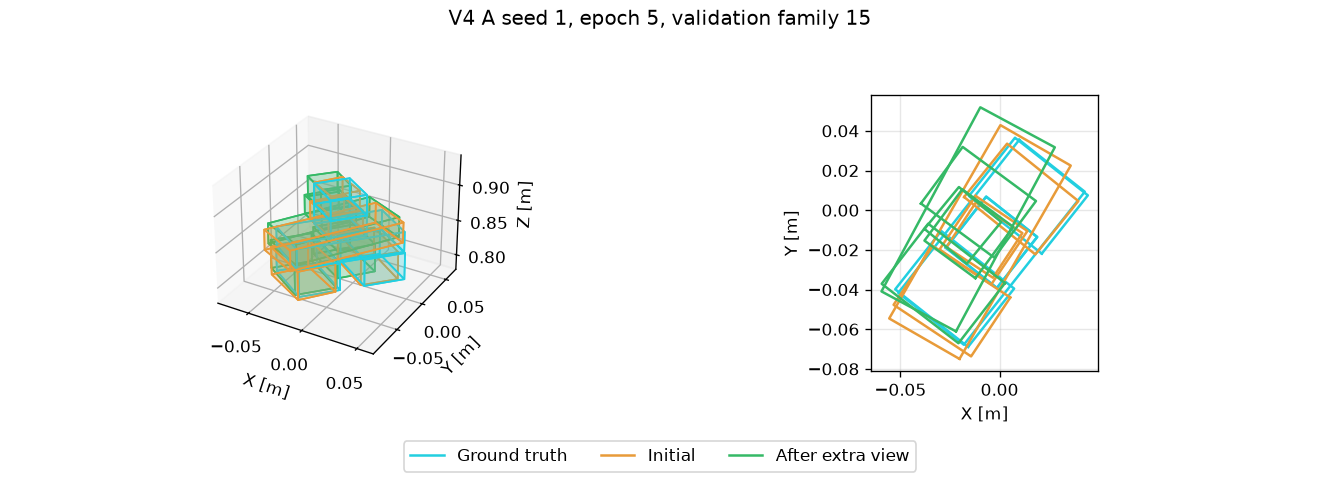 V4 A seed 1, epoch 5, validation family 15
0.90
0.85
0.80
Z [m]
0.05
0.00
−0.05
Y [m]
−0.05
0.00
0.05
X [m]
0.04
0.02
0.00
−0.02
−0.04
−0.06
−0.08
Y [m]
−0.05
0.00
X [m]
Ground truth
Initial
After extra view